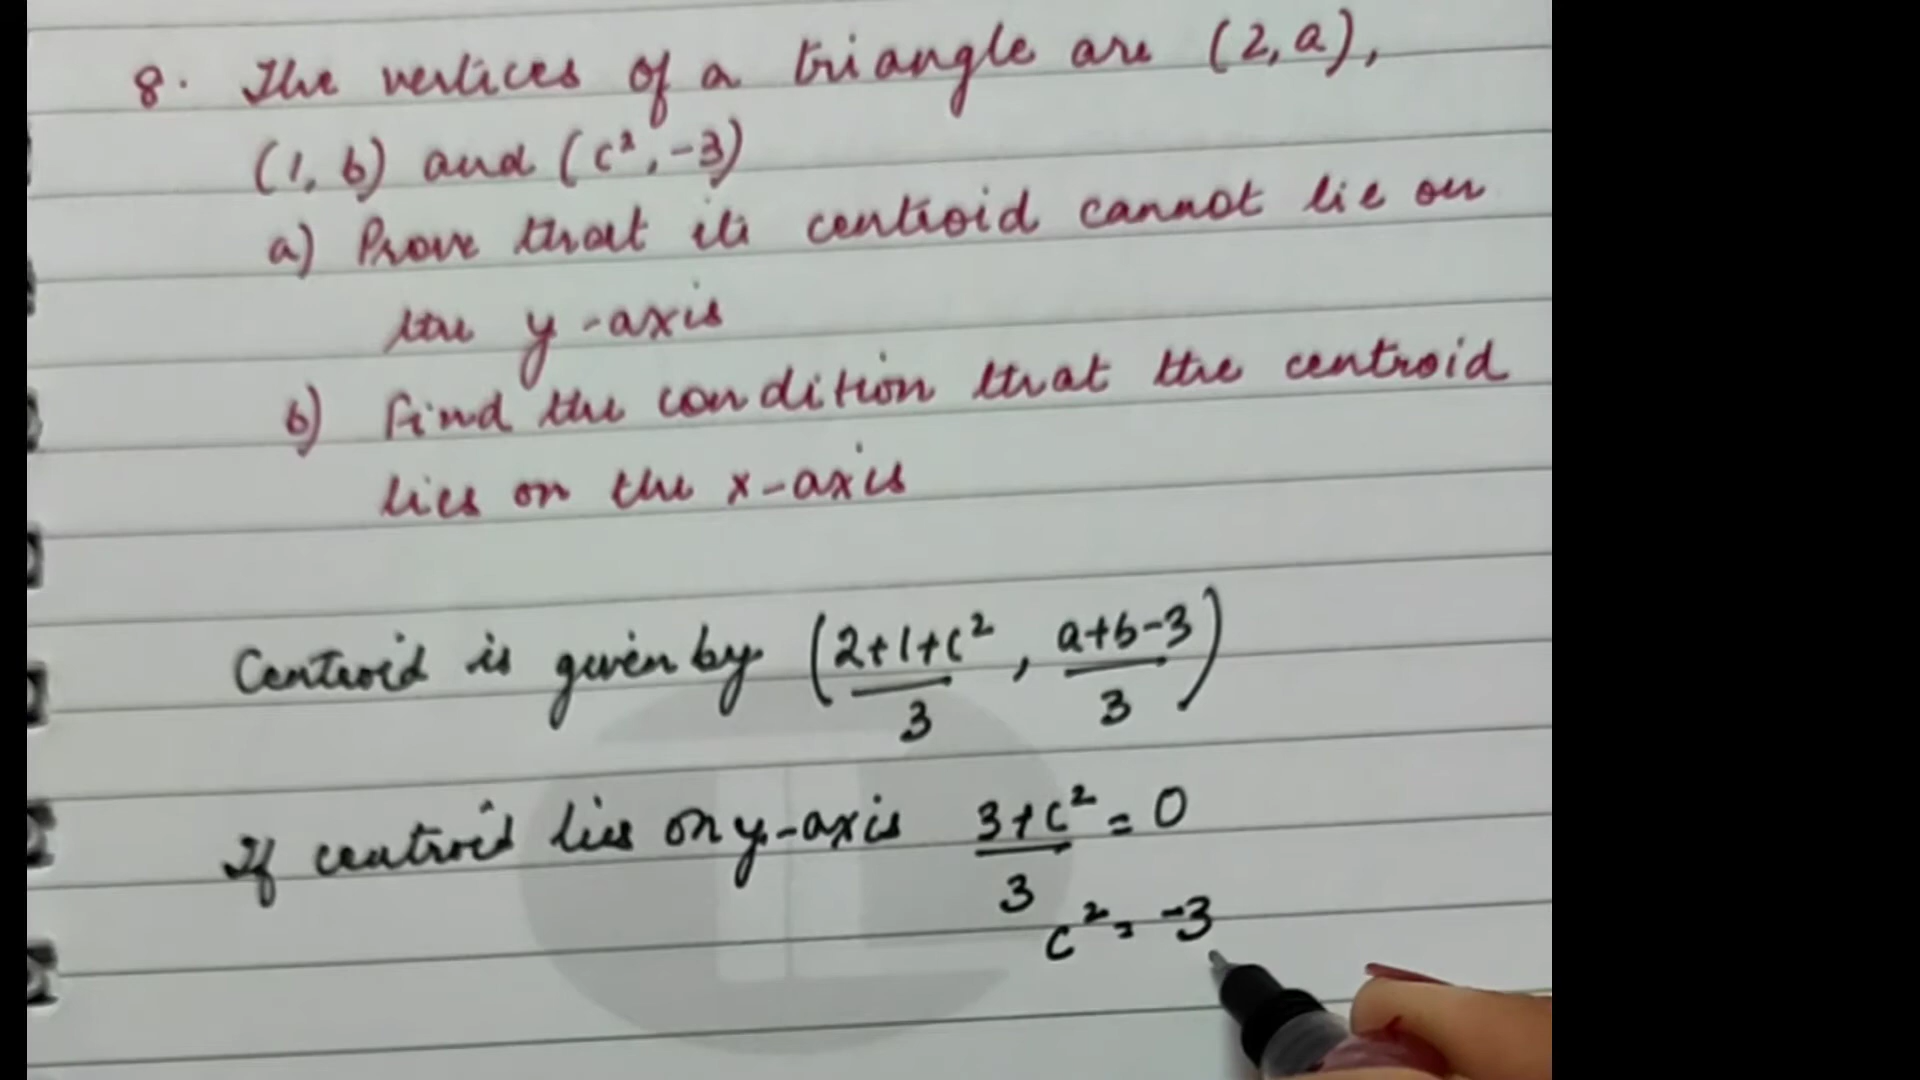 8. The vertices of a triangle are (2, a),
(1, b) and (c², -3)
a) Prove that its centroid cannot lie on
the y-axis
b) Find the condition that the centroid
lies on the x-axis
Centroid is given by (2+1+c²/3, a+b-3/3)
If centroid lies on y-axis 3+c²/3 = 0
c² = -3